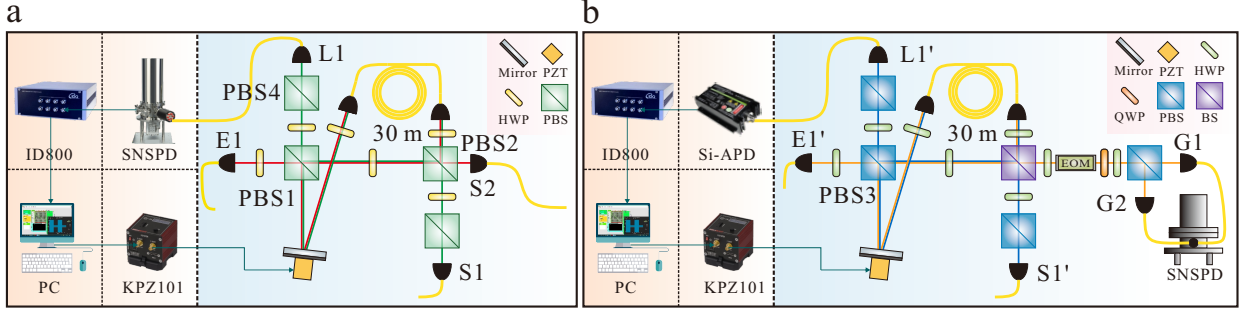 a
ID800
SNSPD
PC
KPZ101
L1
PBS4
E1
PBS1
30 m
PBS2
S2
S1
Mirror
PZT
HWP
PBS
b
ID800
Si-APD
PC
KPZ101
L1'
E1'
PBS3
30 m
S1'
EOM
G1
G2
SNSPD
Mirror
PZT
HWP
QWP
PBS
BS